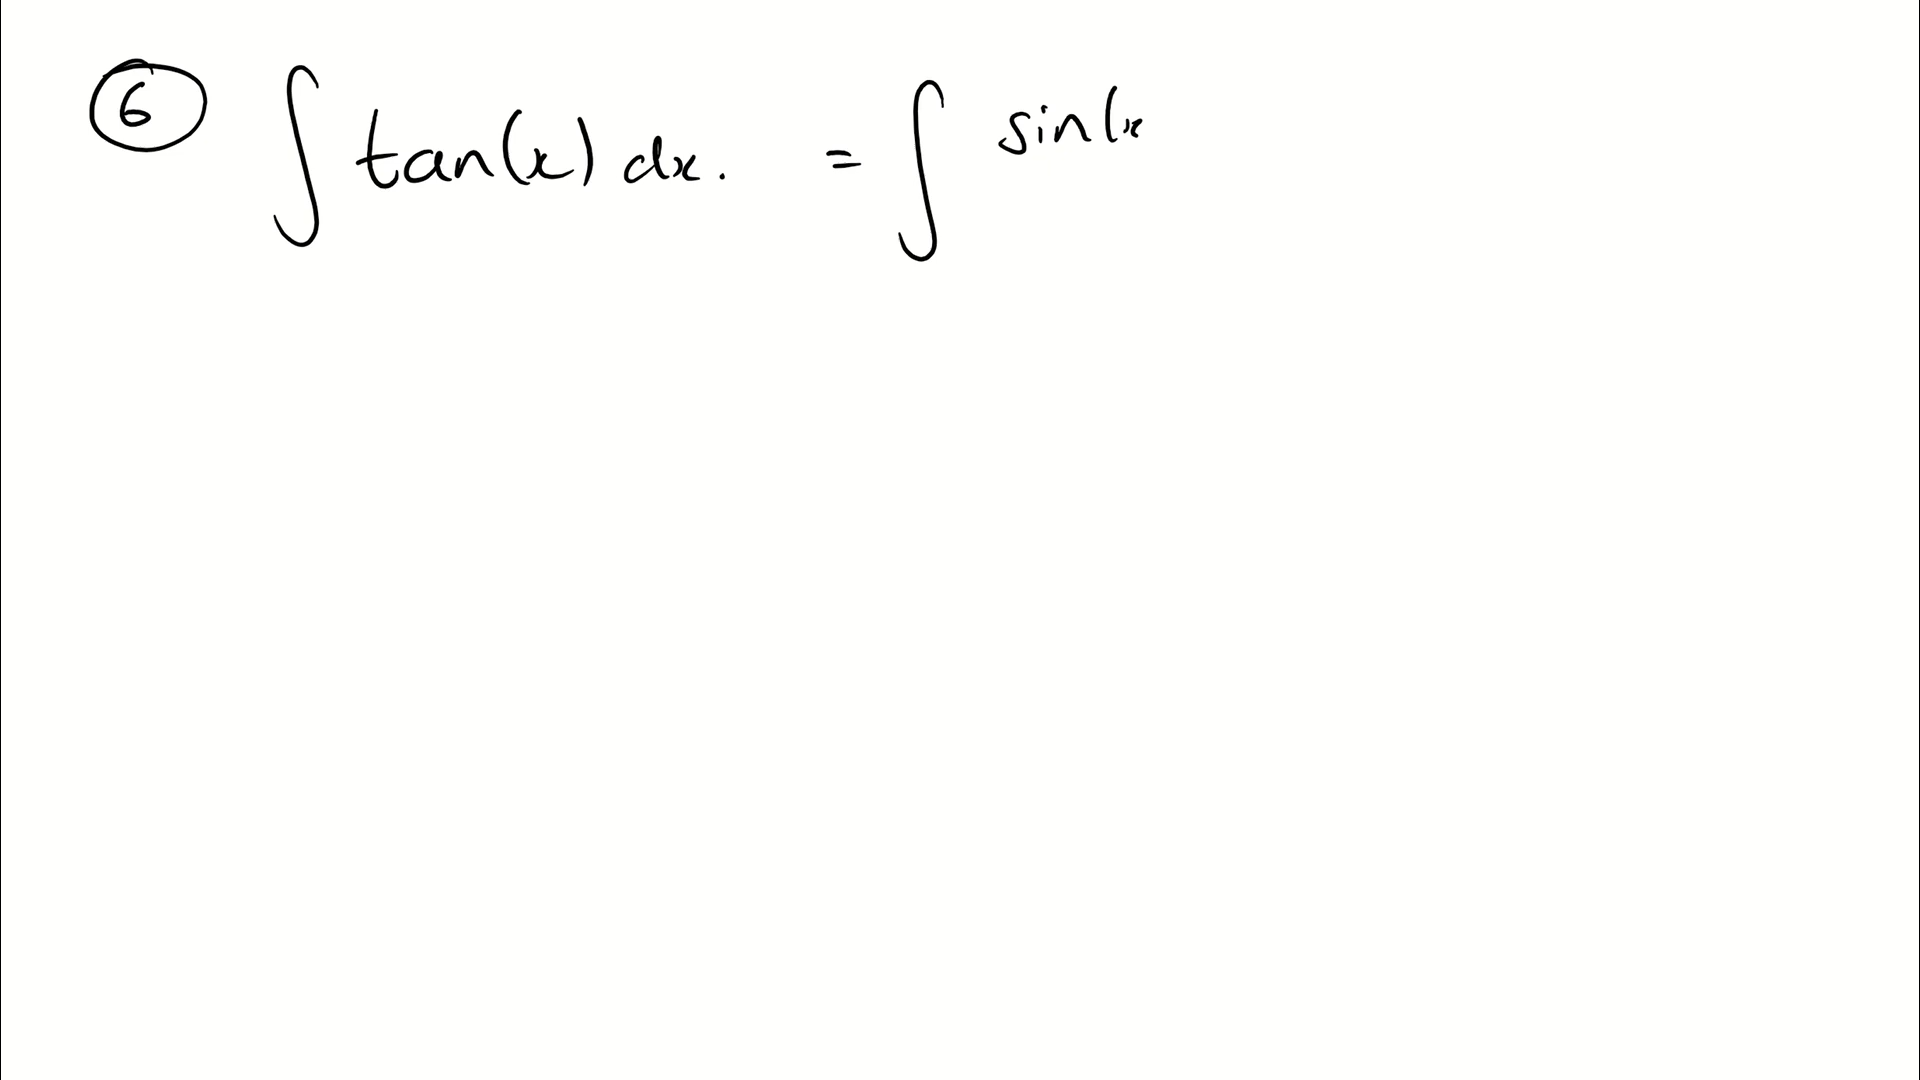 ⑥ ∫ tan(x) dx. = ∫ sin(x